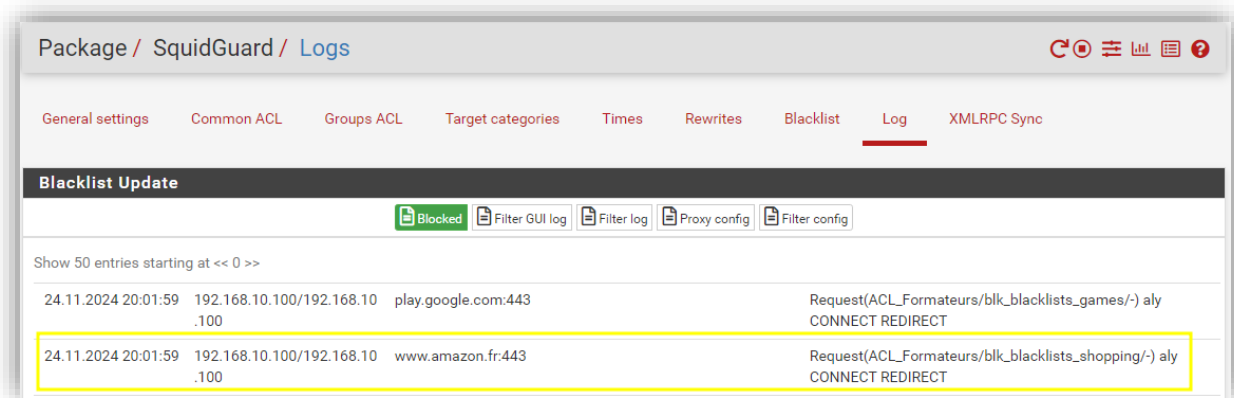 Package / SquidGuard / Logs
General settings Common ACL Groups ACL Target categories Times Rewrites Blacklist Log XMLRPC Sync
Blacklist Update
Blocked Filter GUI log Filter log Proxy config Filter config
Show 50 entries starting at << 0 >>
24.11.2024 20:01:59 192.168.10.100/192.168.10 play.google.com:443 Request(ACL_Formateurs/blk_blacklists_games/-) aly
.100 CONNECT REDIRECT
24.11.2024 20:01:59 192.168.10.100/192.168.10 www.amazon.fr:443 Request(ACL_Formateurs/blk_blacklists_shopping/-) aly
.100 CONNECT REDIRECT